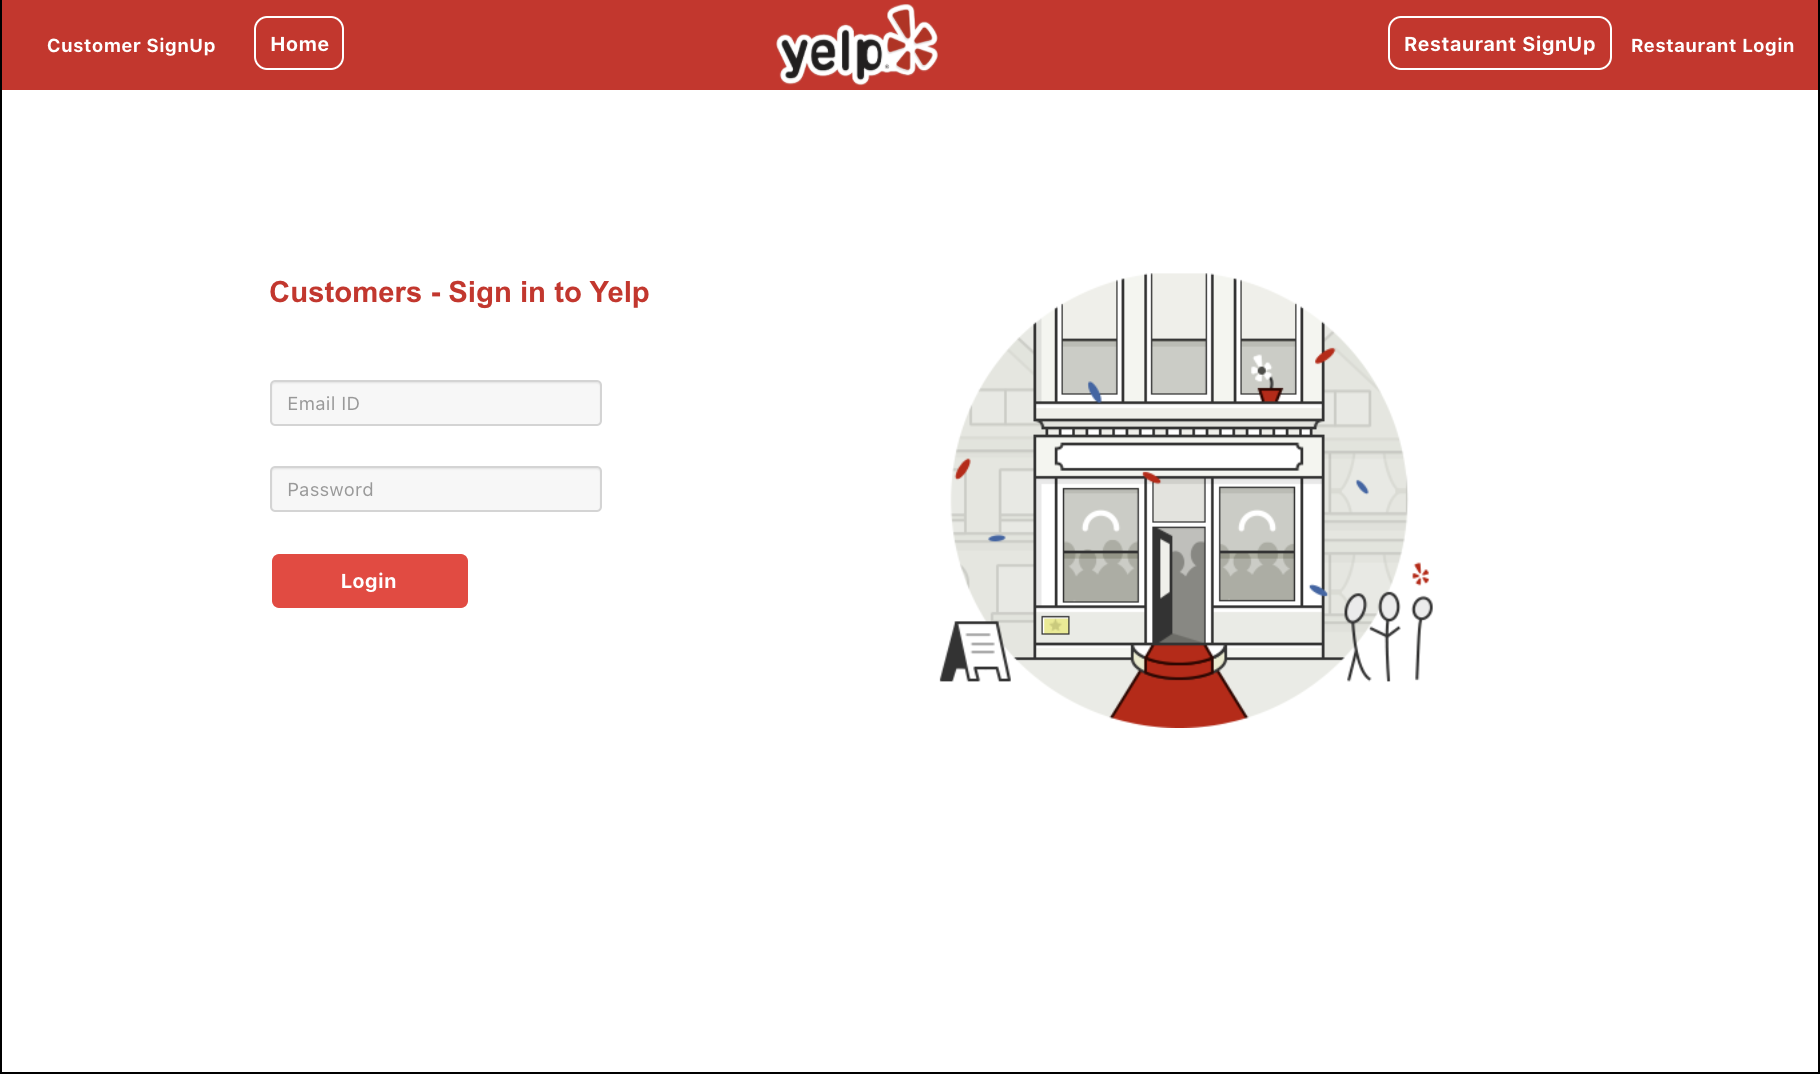 Customer SignUp
Home
yelp
Restaurant SignUp
Restaurant Login
Customers - Sign in to Yelp
Email ID
Password
Login